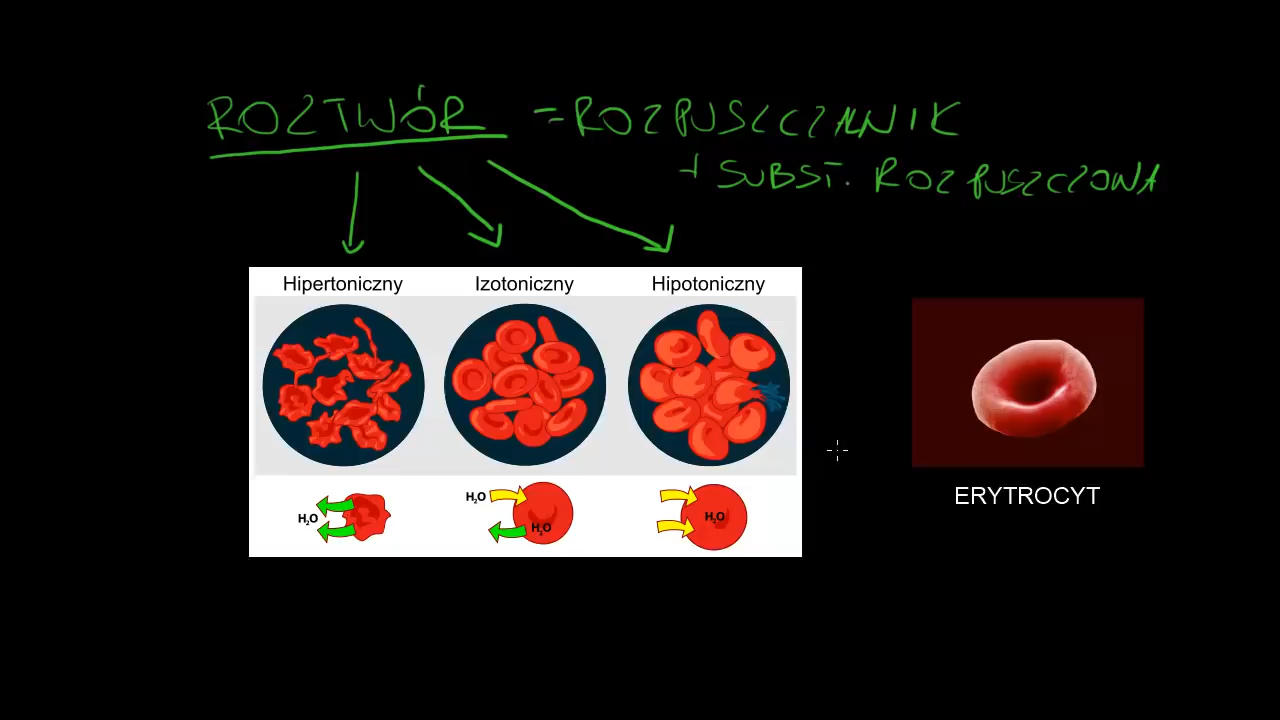 ROZTWÓR = ROZPUSZCZALNIK
+ SUBST. ROZPUSZCZONA
Hipertoniczny Izotoniczny Hipotoniczny
H₂O H₂O H₂O H₂O
ERYTROCYT